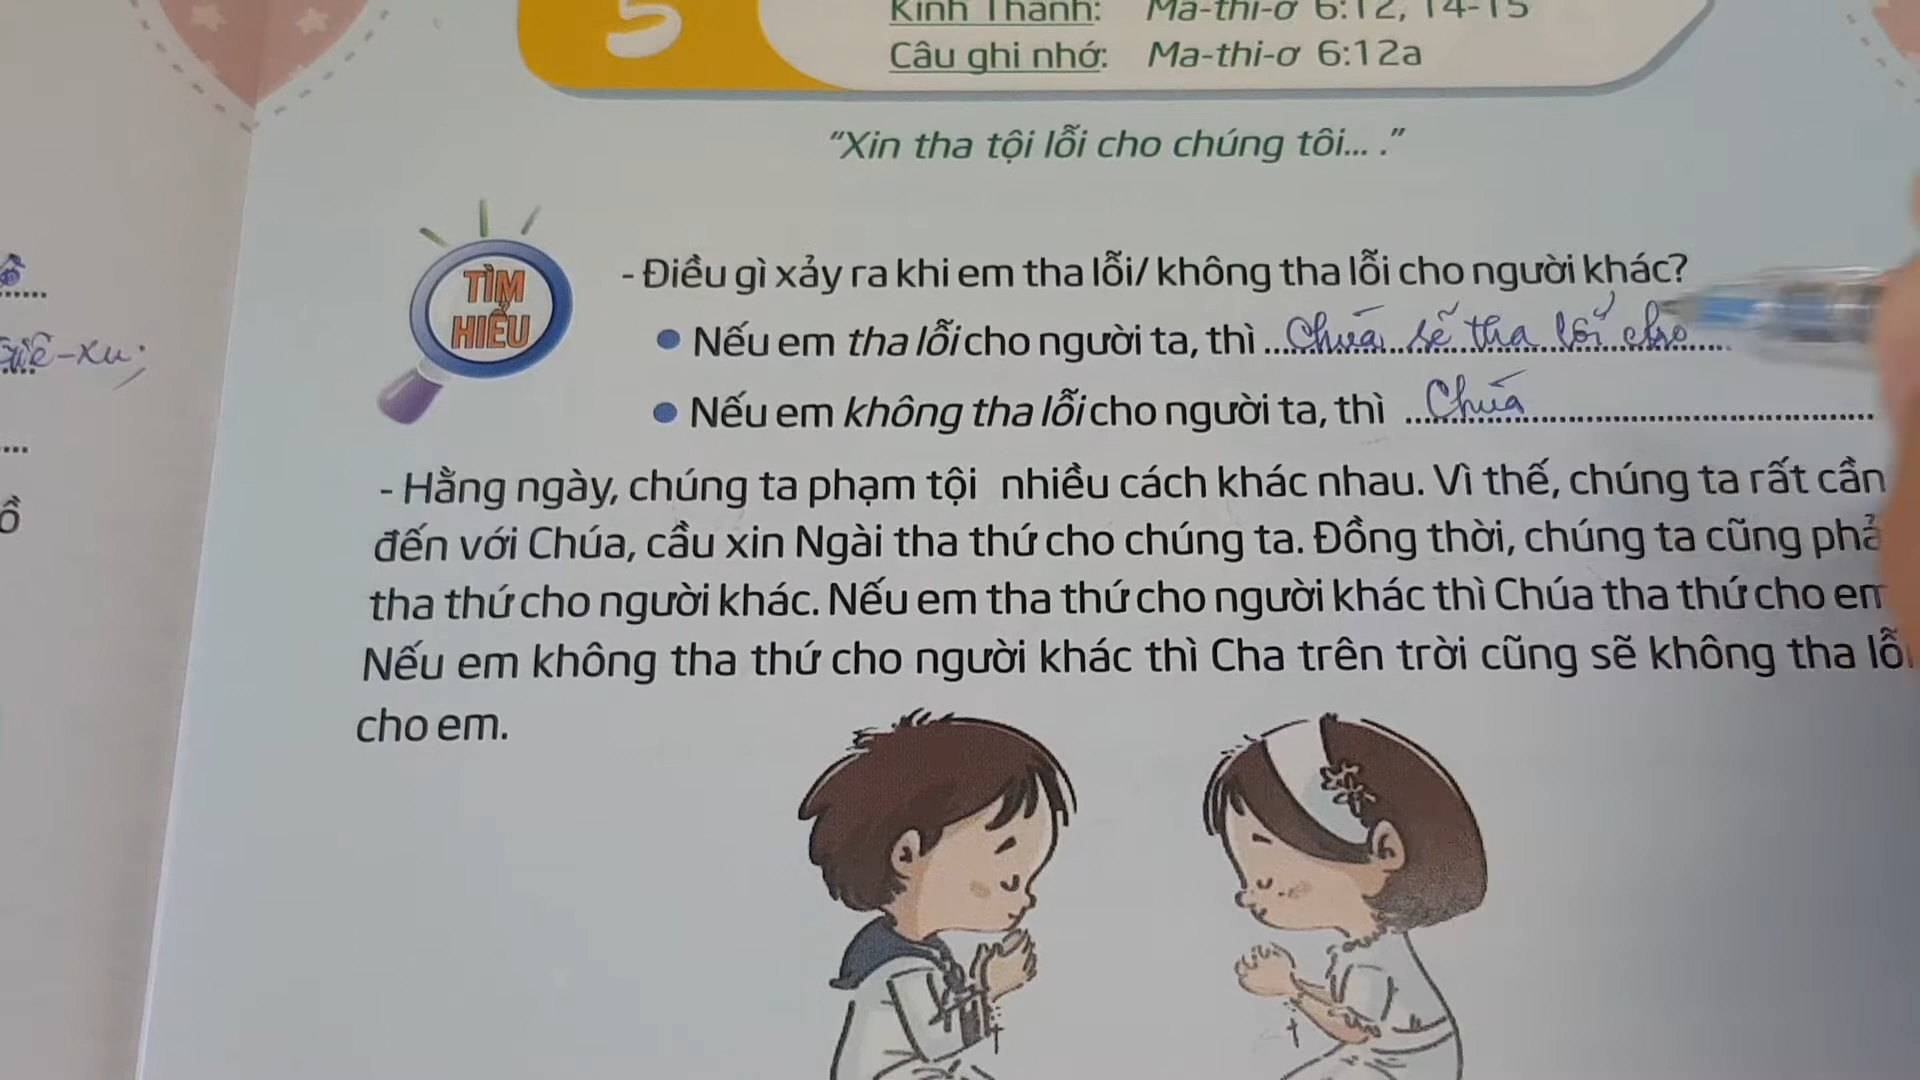 5
Kinh Thánh: Ma-thi-ơ 6:12, 14-15
Câu ghi nhớ: Ma-thi-ơ 6:12a
“Xin tha tội lỗi cho chúng tôi... .”
TÌM
HIỂU
- Điều gì xảy ra khi em tha lỗi/ không tha lỗi cho người khác?
• Nếu em tha lỗi cho người ta, thì Chúa sẽ tha lỗi cho
• Nếu em không tha lỗi cho người ta, thì Chúa
- Hằng ngày, chúng ta phạm tội nhiều cách khác nhau. Vì thế, chúng ta rất cần
đến với Chúa, cầu xin Ngài tha thứ cho chúng ta. Đồng thời, chúng ta cũng
tha thứ cho người khác. Nếu em tha thứ cho người khác thì Chúa tha thứ cho em
Nếu em không tha thứ cho người khác thì Cha trên trời cũng sẽ không tha lỗi
cho em.
-xu;